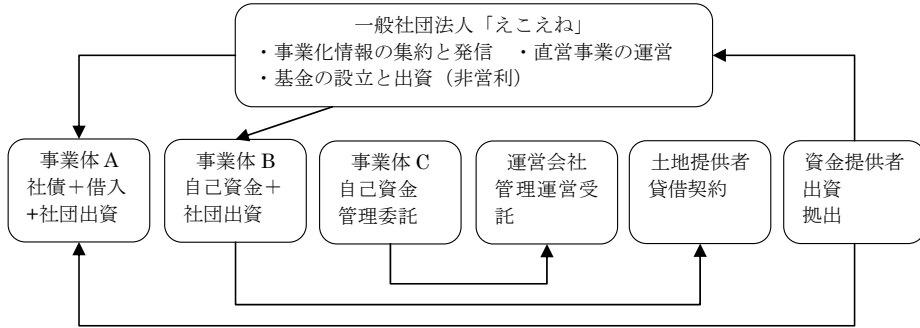 一般社団法人「えこえね」
・事業化情報の集約と発信　・直営事業の運営
・基金の設立と出資（非営利）
事業体 A
社債＋借入
+社団出資
事業体 B
自己資金＋
社団出資
事業体 C
自己資金
管理委託
運営会社
管理運営受
託
土地提供者
貸借契約
資金提供者
出資
拠出